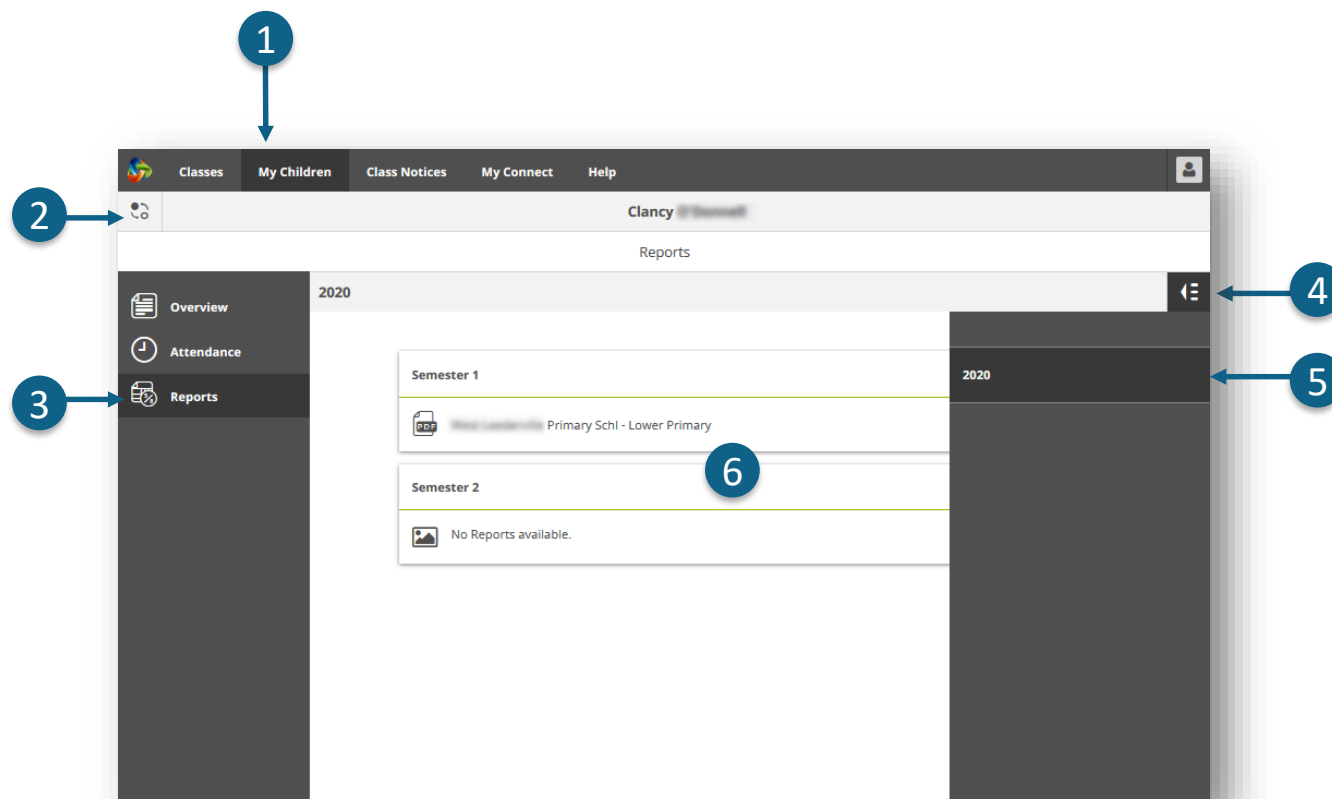 1
Classes My Children Class Notices My Connect Help
2
Clancy
Reports
2020
4
Overview
Attendance
3
Reports
Semester 1
PDF Primary Schl - Lower Primary
6
Semester 2
No Reports available.
2020
5